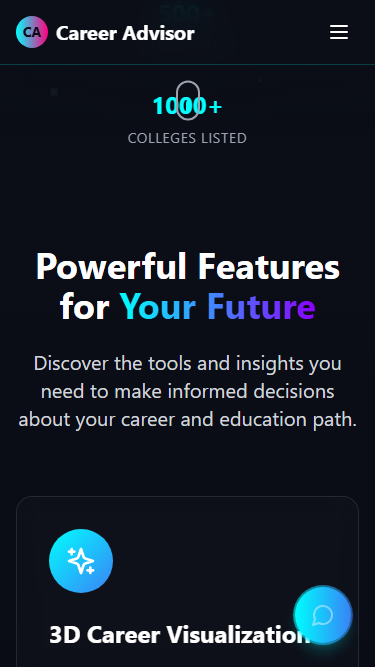 500+
CA Career Advisor
1000+
COLLEGES LISTED
Powerful Features
for Your Future
Discover the tools and insights you
need to make informed decisions
about your career and education path.
3D Career Visualization